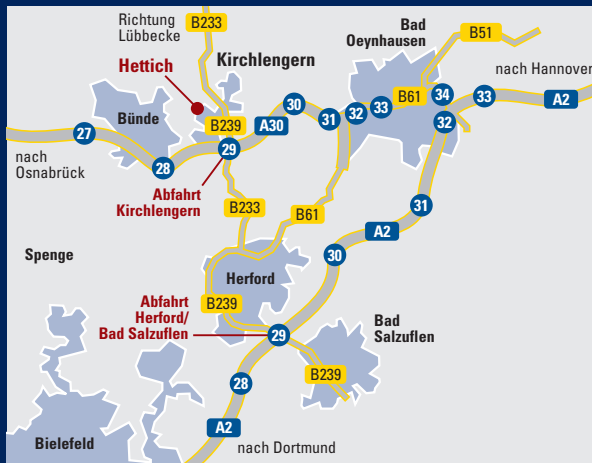 Richtung
Lübbecke
B233
Kirchlengern
Bad
Oeynhausen
B51
nach Hannover
Hettich
Bünde
B239
A30
30
31
32
33
B61
34
33
A2
32
27
28
29
nach
Osnabrück
Abfahrt
Kirchlengern
B233
B61
31
A2
30
Spenge
Herford
B239
Abfahrt
Herford/
Bad Salzuflen
29
Bad
Salzuflen
B239
28
A2
Bielefeld
nach Dortmund